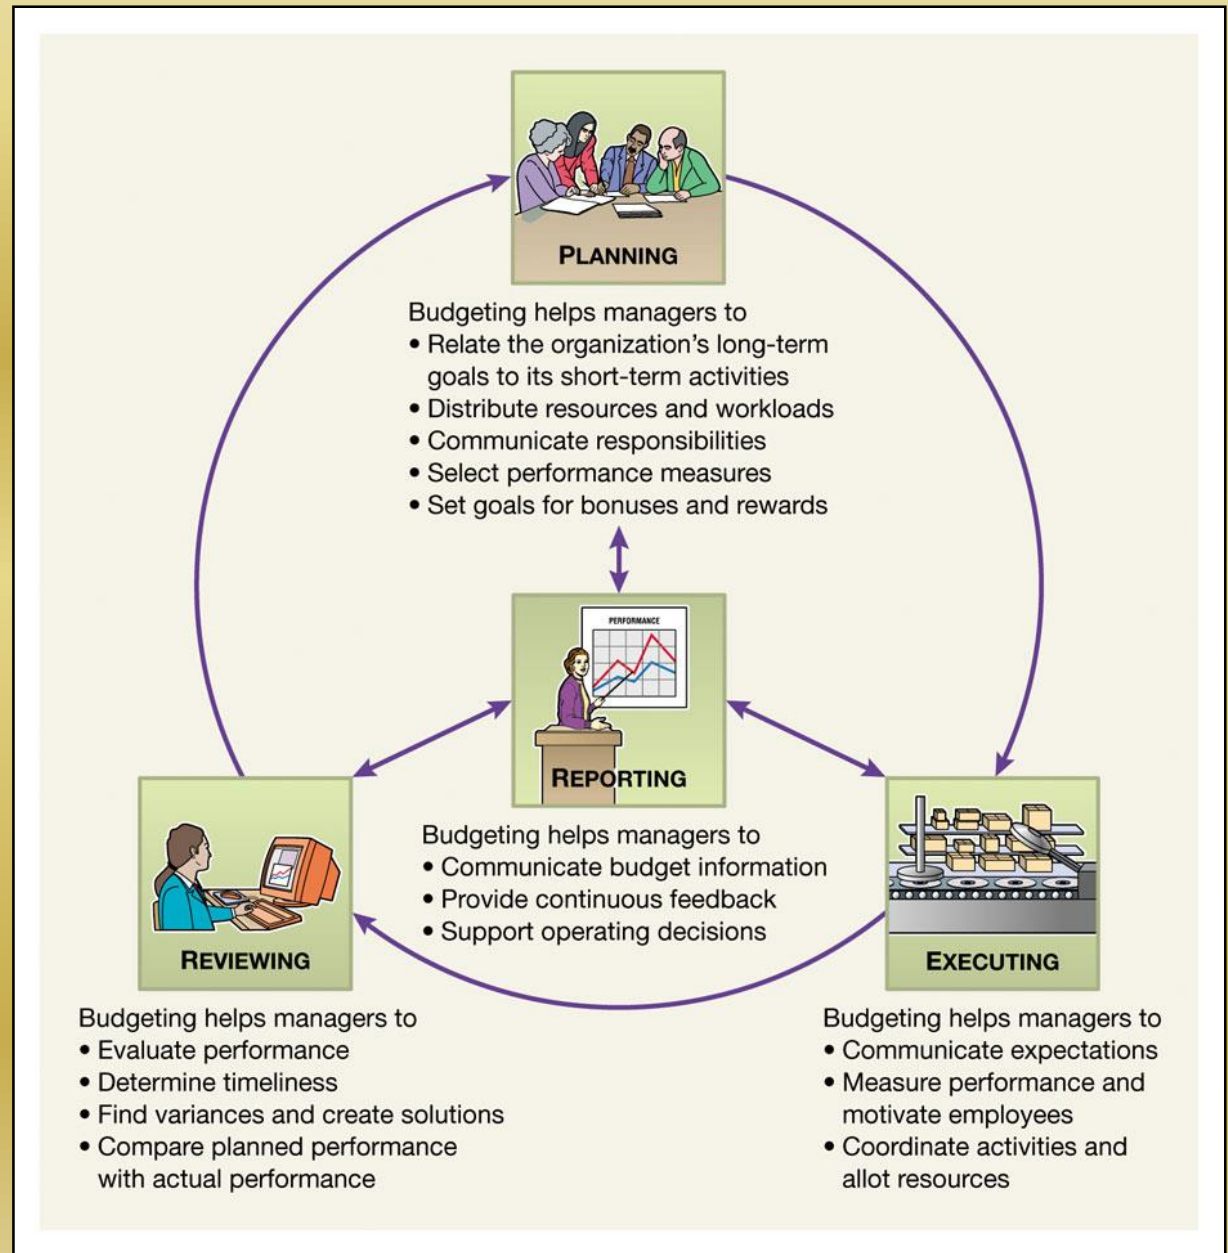 PLANNING
Budgeting helps managers to
• Relate the organization’s long-term
goals to its short-term activities
• Distribute resources and workloads
• Communicate responsibilities
• Select performance measures
• Set goals for bonuses and rewards
PERFORMANCE
REPORTING
Budgeting helps managers to
• Communicate budget information
• Provide continuous feedback
• Support operating decisions
REVIEWING
Budgeting helps managers to
• Evaluate performance
• Determine timeliness
• Find variances and create solutions
• Compare planned performance
with actual performance
EXECUTING
Budgeting helps managers to
• Communicate expectations
• Measure performance and
motivate employees
• Coordinate activities and
allot resources